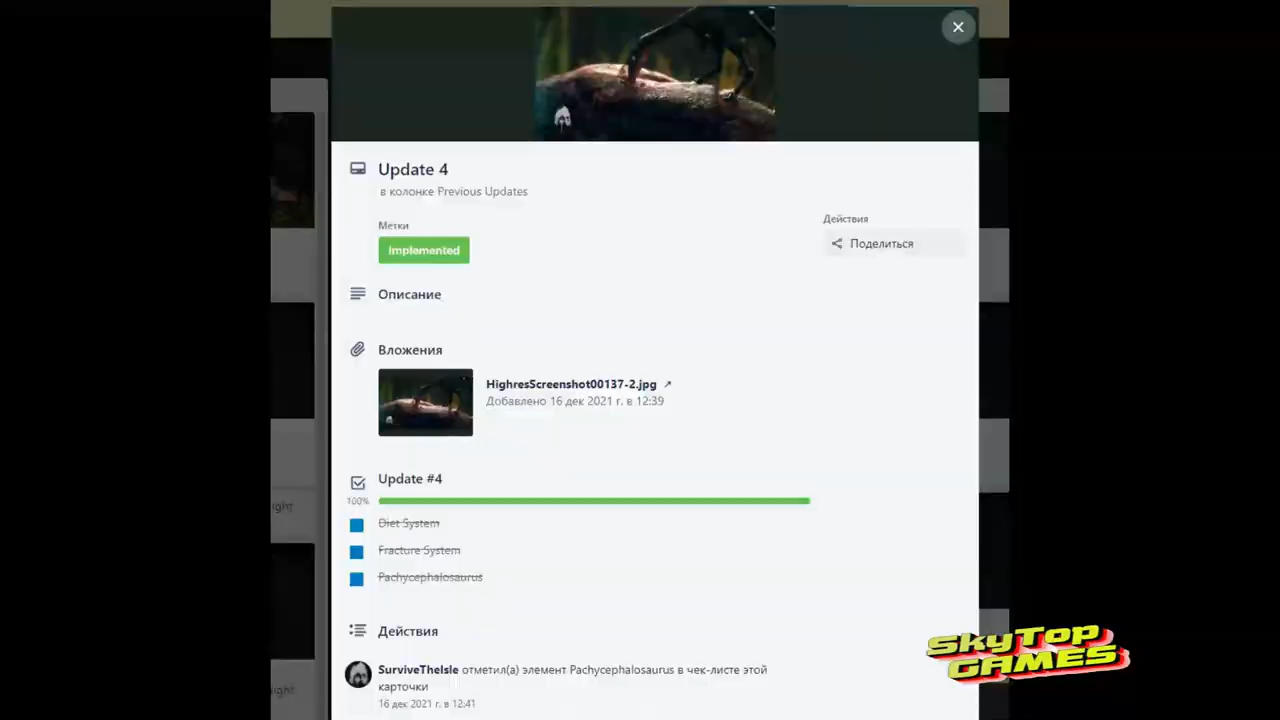 Update 4
в колонке Previous Updates
Метки
Действия
Implemented
Поделиться
Описание
Вложения
HighresScreenshot00137-2.jpg ↗
Добавлено 16 дек 2021 г. в 12:39
Update #4
100%
Diet System
Fracture System
Pachycephalosaurus
Действия
SurviveTheIsle отметил(а) элемент Pachycephalosaurus в чек-листе этой
карточки
16 дек 2021 г. в 12:41
SkyTop
GAMES